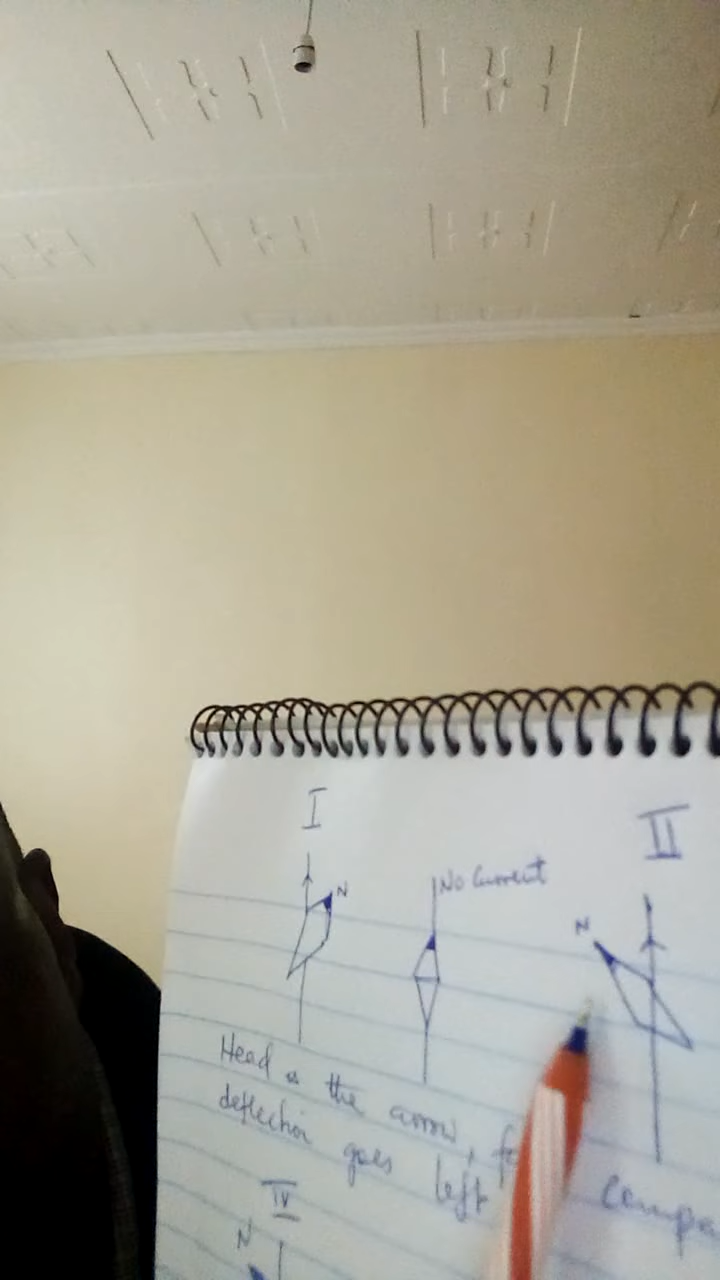 I
II
N
No Current
N
Head is the arrow,
deflection goes left
IV
N